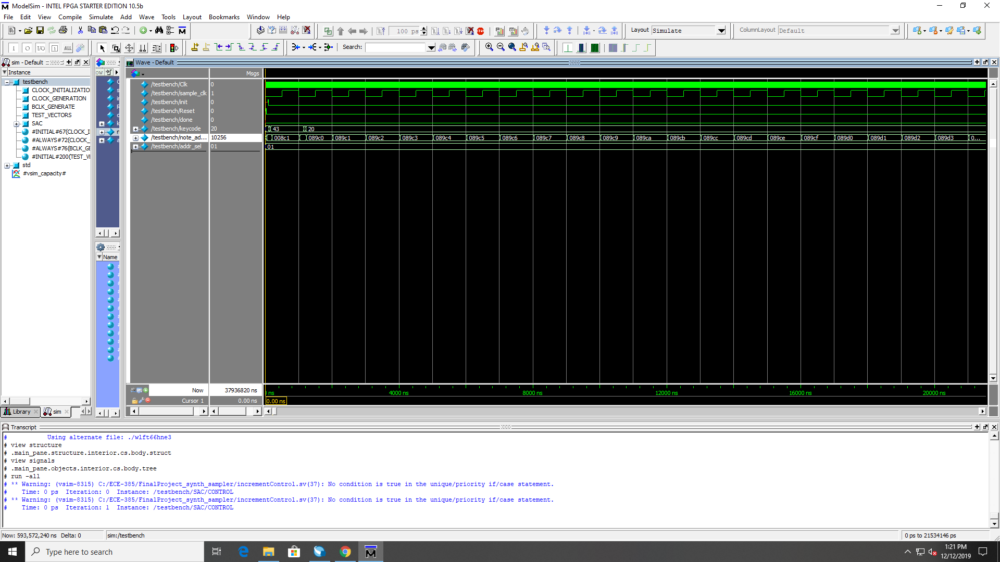 ModelSim - INTEL FPGA STARTER EDITION 10.5b
File Edit View Compile Simulate Add Wave Tools Layout Bookmarks Window Help
100 ps
Layout Simulate
ColumnLayout Default
Search:
sim - Default
Instance
testbench
CLOCK_INITIALIZATIO
CLOCK_GENERATION
BCLK_GENERATE
TEST_VECTORS
SAC
#INITIAL#67(CLOCK_I
#ALWAYS#72(CLOCK_
#ALWAYS#76(BCLK_GE
#INITIAL#200(TEST_VE
std
#vsim_capacity#
Library
sim
Name
Wave - Default
Msgs
/testbench/Clk 0
/testbench/sample_clk 1
/testbench/init 0
/testbench/Reset 0
/testbench/done 0
/testbench/keycode 20 43 20
/testbench/note_ad... 10256 008c1 089c0 089c1 089c2 089c3 089c4 089c5 089c6 089c7 089c8 089c9 089ca 089cb 089cc 089cd 089ce 089cf 089d0 089d1 089d2 089d3 0...
/testbench/addr_sel 01 01
Now 37936820 ns
ns 4000 ns 8000 ns 12000 ns 16000 ns 20000 ns
Cursor 1 0.00 ns 0.00 ns
Transcript
# Using alternate file: ./wlft66hne3
# view structure
# .main_pane.structure.interior.cs.body.struct
# view signals
# .main_pane.objects.interior.cs.body.tree
# run -all
# ** Warning: (vsim-8315) C:/ECE-385/FinalProject_synth_sampler/incrementControl.sv(37): No condition is true in the unique/priority if/case statement.
# Time: 0 ps Iteration: 0 Instance: /testbench/SAC/CONTROL
# ** Warning: (vsim-8315) C:/ECE-385/FinalProject_synth_sampler/incrementControl.sv(37): No condition is true in the unique/priority if/case statement.
# Time: 0 ps Iteration: 1 Instance: /testbench/SAC/CONTROL
Now: 593,572,240 ns Delta: 0
sim:/testbench
0 ps to 21534146 ps
Type here to search
1:21 PM
12/12/2019